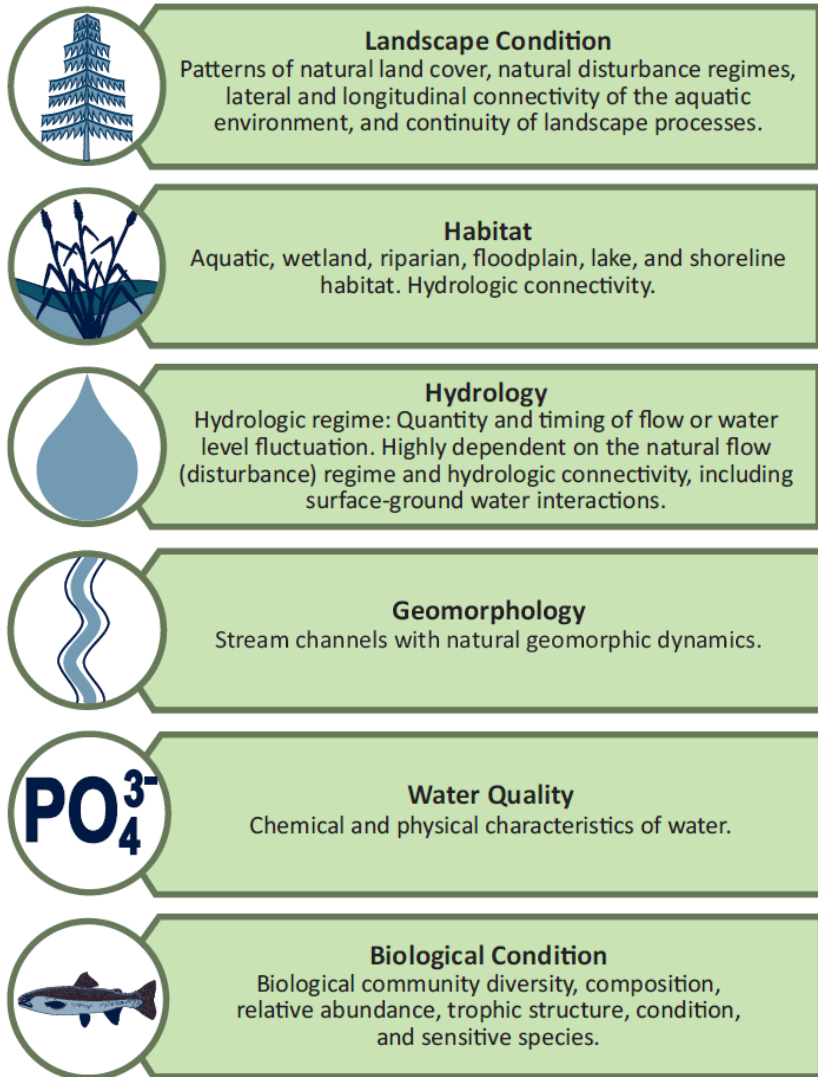 Landscape Condition
Patterns of natural land cover, natural disturbance regimes,
lateral and longitudinal connectivity of the aquatic
environment, and continuity of landscape processes.
Habitat
Aquatic, wetland, riparian, floodplain, lake, and shoreline
habitat. Hydrologic connectivity.
Hydrology
Hydrologic regime: Quantity and timing of flow or water
level fluctuation. Highly dependent on the natural flow
(disturbance) regime and hydrologic connectivity, including
surface-ground water interactions.
Geomorphology
Stream channels with natural geomorphic dynamics.
PO₄³⁻
Water Quality
Chemical and physical characteristics of water.
Biological Condition
Biological community diversity, composition,
relative abundance, trophic structure, condition,
and sensitive species.